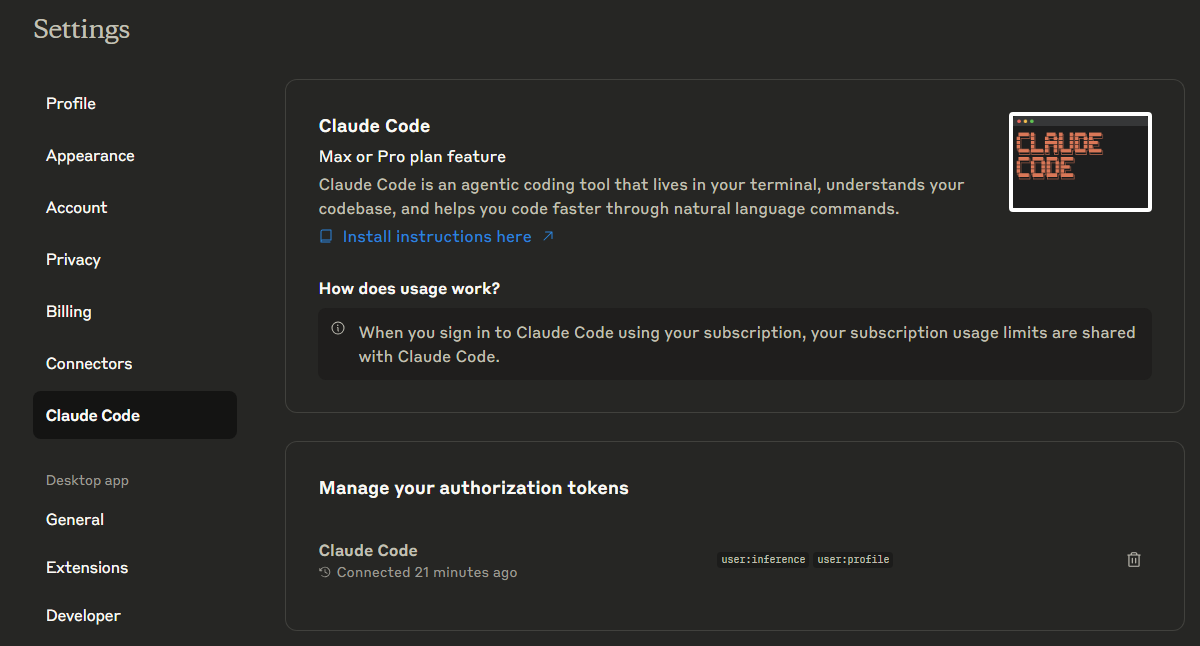 Settings
Profile
Appearance
Account
Privacy
Billing
Connectors
Claude Code
Desktop app
General
Extensions
Developer
Claude Code
Max or Pro plan feature
Claude Code is an agentic coding tool that lives in your terminal, understands your
codebase, and helps you code faster through natural language commands.
Install instructions here
CLAUDE
CODE
How does usage work?
When you sign in to Claude Code using your subscription, your subscription usage limits are shared
with Claude Code.
Manage your authorization tokens
Claude Code
Connected 21 minutes ago
user:inference user:profile